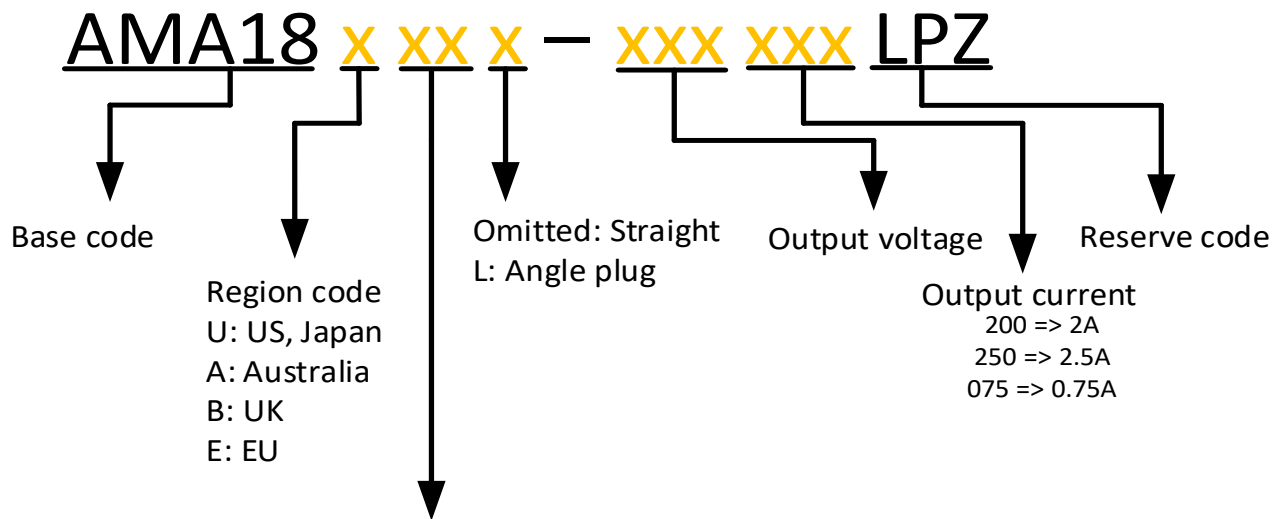 AMA18 x xx x – xxx xxx LPZ
Base code
Region code
U: US, Japan
A: Australia
B: UK
E: EU
Omitted: Straight
L: Angle plug
Output voltage
Output current
200 => 2A
250 => 2.5A
075 => 0.75A
Reserve code